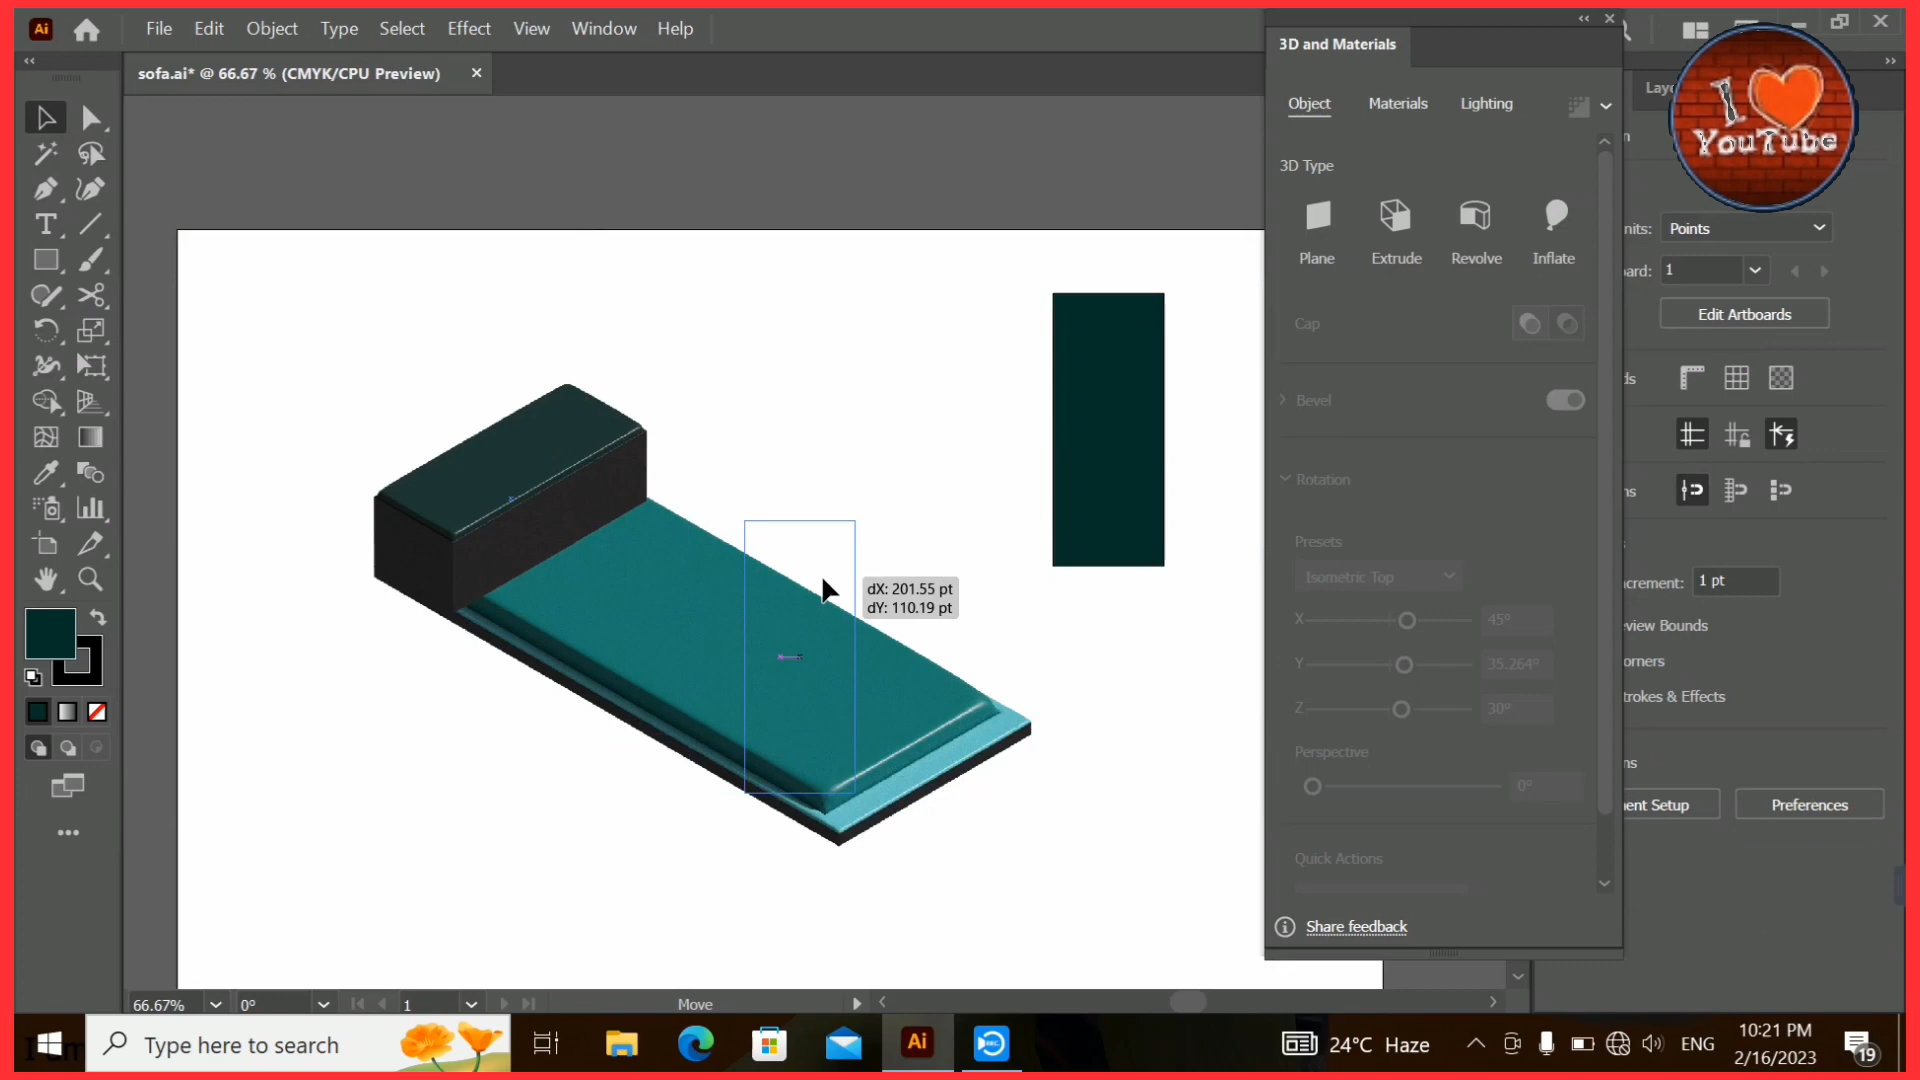 Ai
File Edit Object Type Select Effect View Window Help
sofa.ai* @ 66.67 % (CMYK/CPU Preview)
3D and Materials
Object Materials Lighting
3D Type
Plane Extrude Revolve Inflate
Cap
Bevel
Rotation
Presets
Isometric Top
X 45°
Y 35.264°
Z 30°
Perspective
0°
Quick Actions
Share feedback
dX: 201.55 pt
dY: 110.19 pt
I
YouTube
Points
1
Edit Artboards
1 pt
Preferences
66.67% 0° 1 Move
Type here to search
Ai
24°C Haze
ENG
10:21 PM
2/16/2023
19